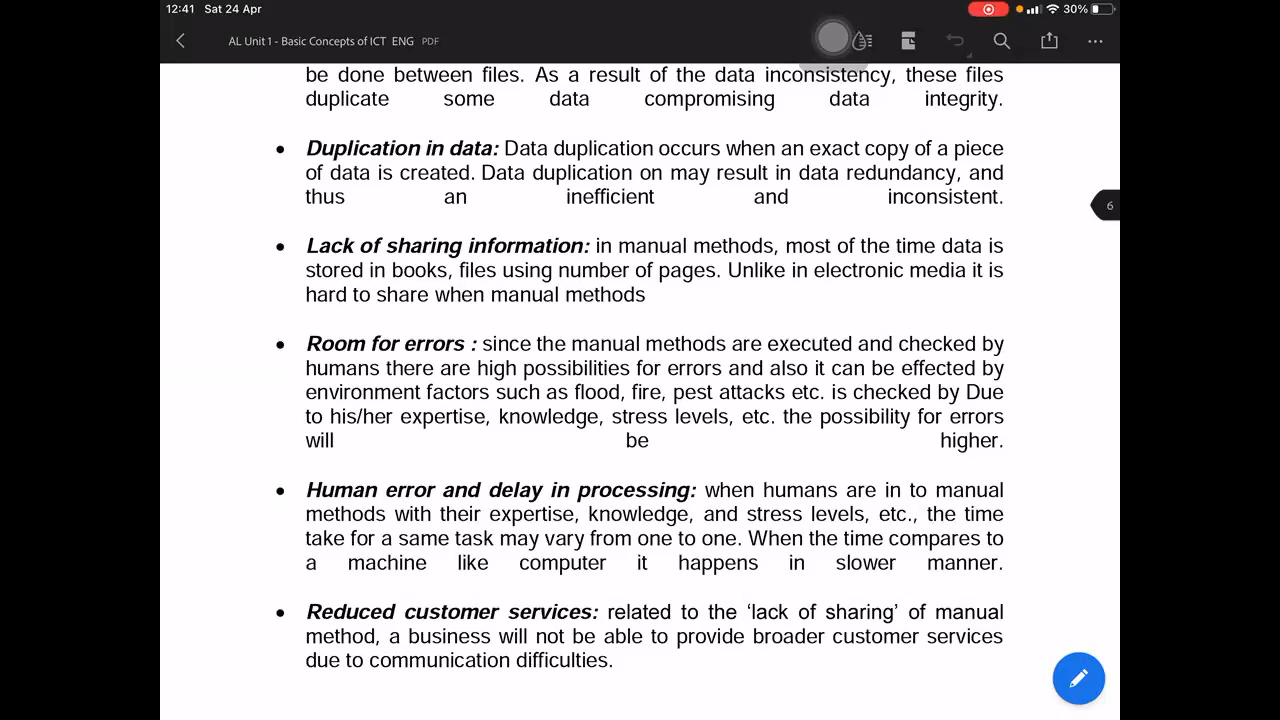 12:41 Sat 24 Apr 30%
AL Unit 1 - Basic Concepts of ICT ENG PDF
be done between files. As a result of the data inconsistency, these files
duplicate some data compromising data integrity.
• Duplication in data: Data duplication occurs when an exact copy of a piece
of data is created. Data duplication on may result in data redundancy, and
thus an inefficient and inconsistent.
6
• Lack of sharing information: in manual methods, most of the time data is
stored in books, files using number of pages. Unlike in electronic media it is
hard to share when manual methods
• Room for errors : since the manual methods are executed and checked by
humans there are high possibilities for errors and also it can be effected by
environment factors such as flood, fire, pest attacks etc. is checked by Due
to his/her expertise, knowledge, stress levels, etc. the possibility for errors
will be higher.
• Human error and delay in processing: when humans are in to manual
methods with their expertise, knowledge, and stress levels, etc., the time
take for a same task may vary from one to one. When the time compares to
a machine like computer it happens in slower manner.
• Reduced customer services: related to the ‘lack of sharing’ of manual
method, a business will not be able to provide broader customer services
due to communication difficulties.